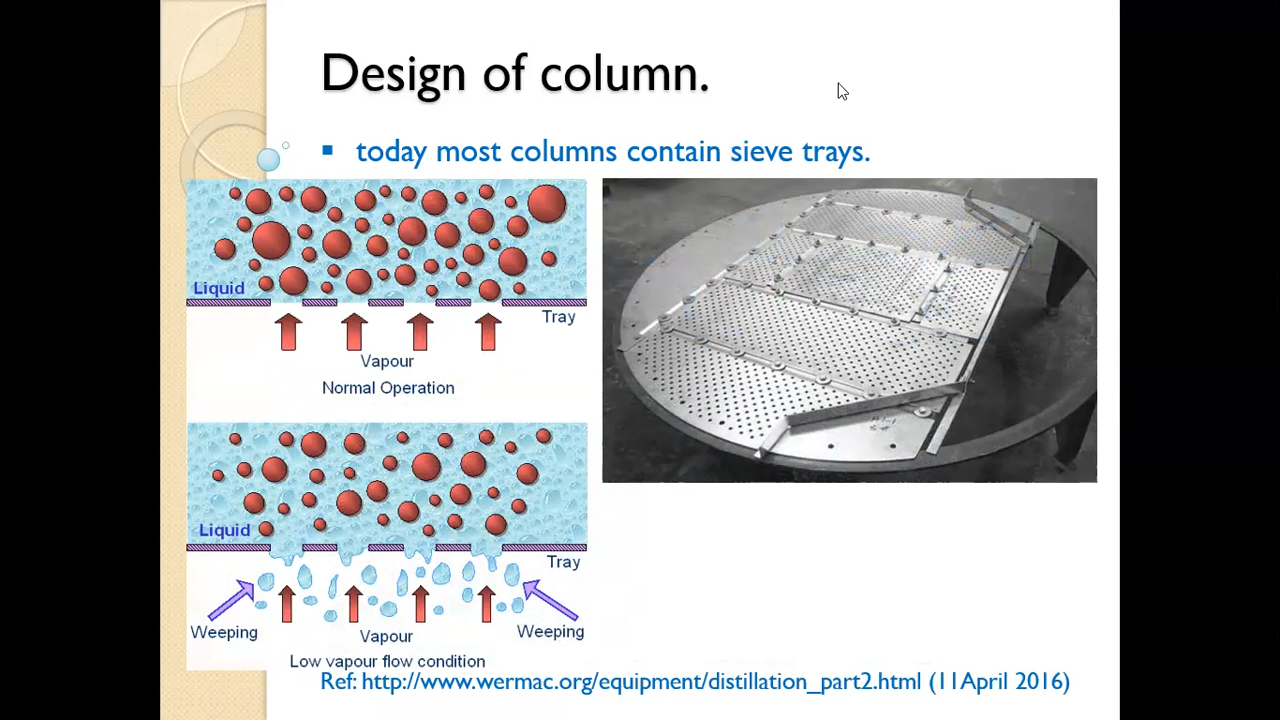 Design of column.
▪ today most columns contain sieve trays.
Liquid
Tray
Vapour
Normal Operation
Liquid
Tray
Weeping
Vapour
Weeping
Low vapour flow condition
Ref: http://www.wermac.org/equipment/distillation_part2.html (11April 2016)